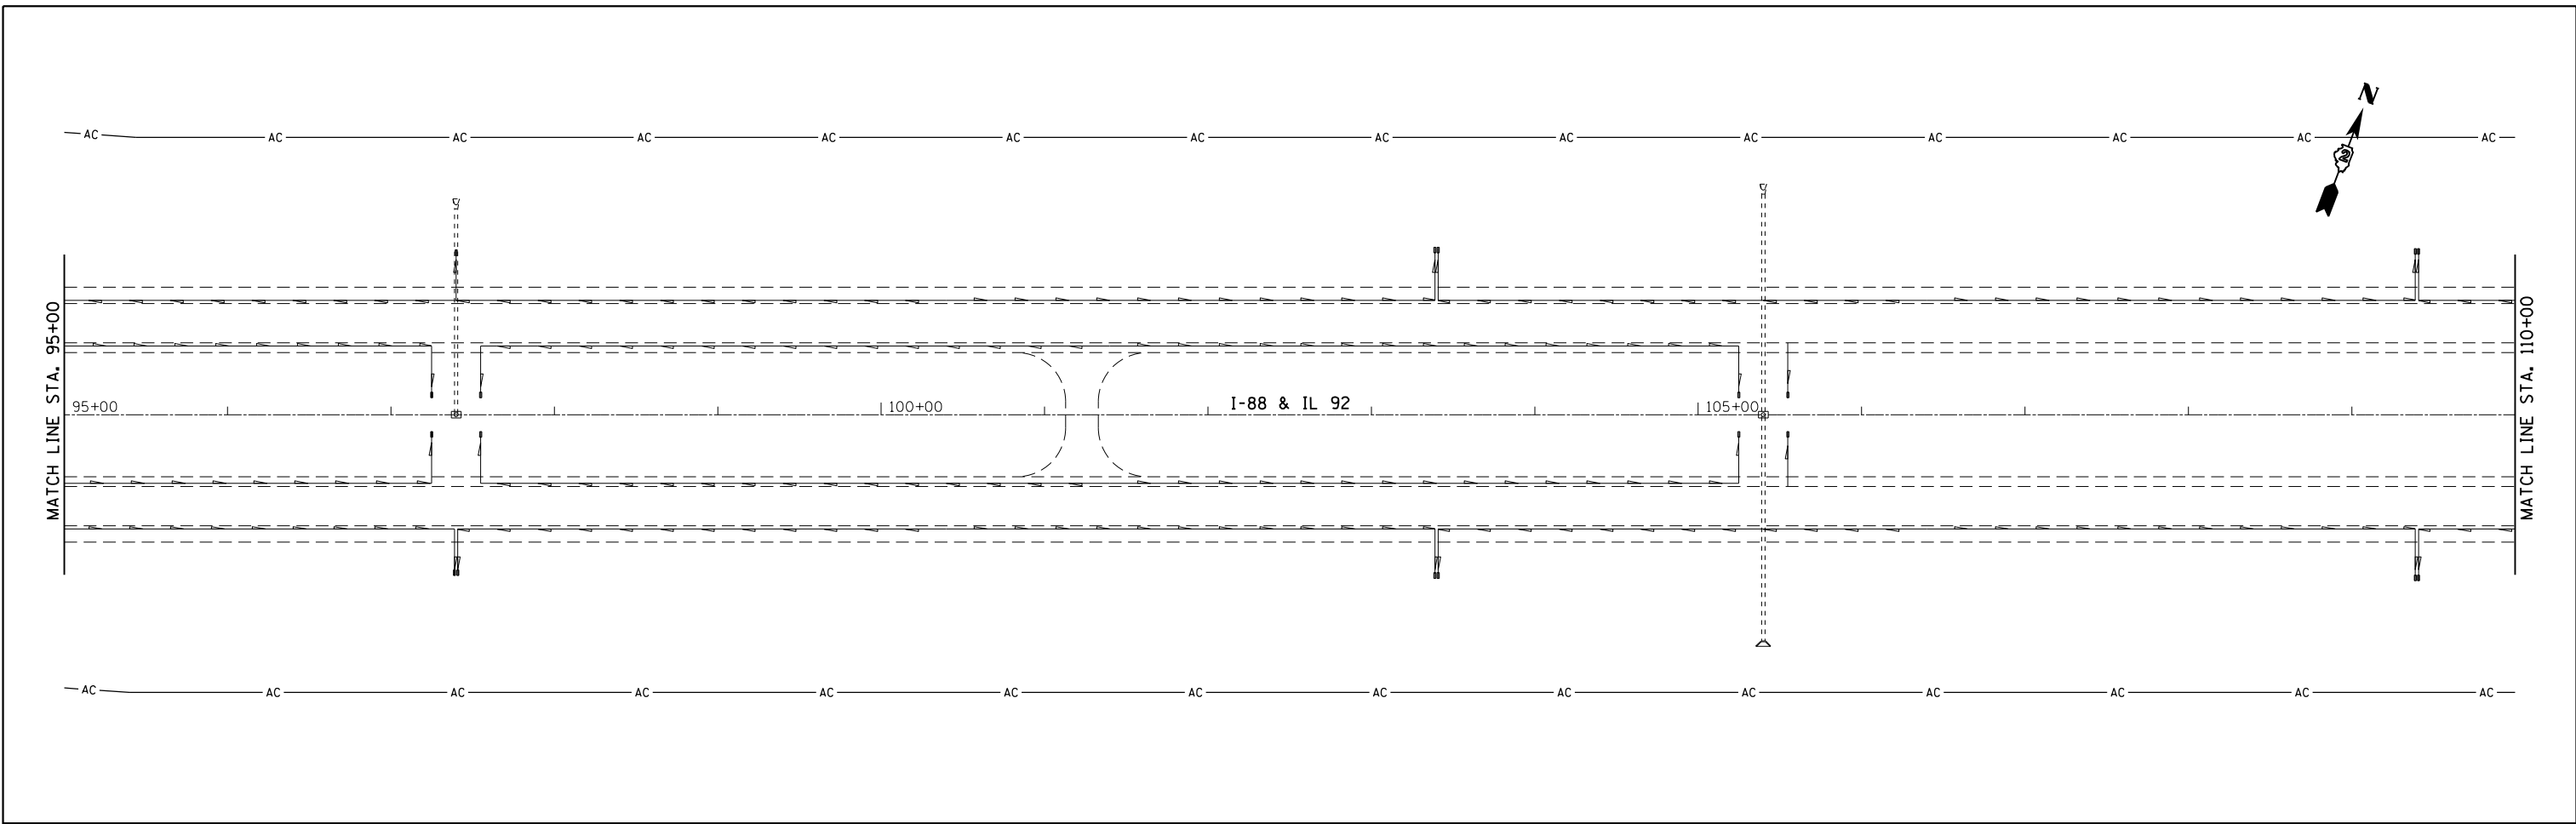 N
2
AC AC AC AC AC AC AC AC AC AC AC AC AC AC
MATCH LINE STA. 95+00
95+00
100+00
I-88 & IL 92
105+00
MATCH LINE STA. 110+00
AC AC AC AC AC AC AC AC AC AC AC AC AC AC